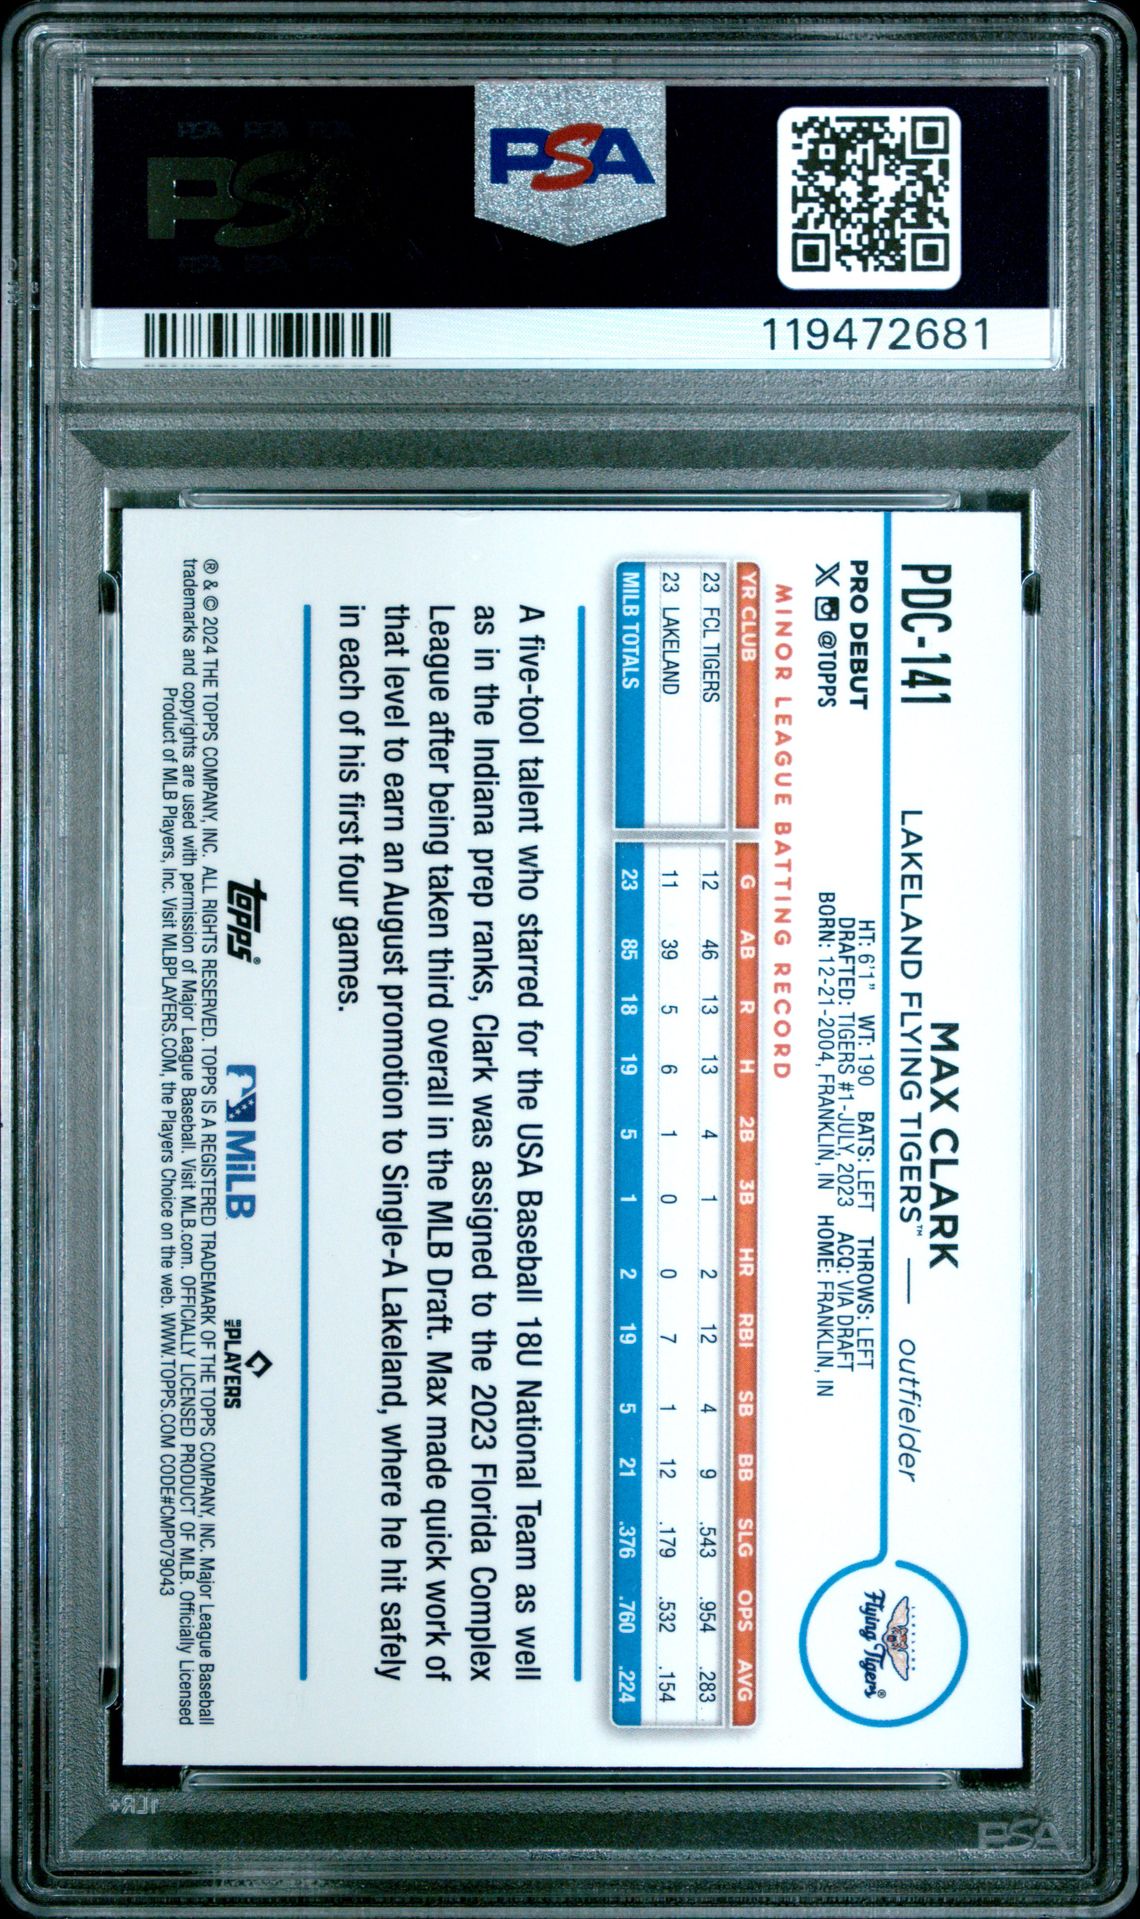 PSA PSA PSA
PSA
PSA PSA PSA
PSA
119472681
PDC-141
MAX CLARK
LAKELAND FLYING TIGERS™ — outfielder
Flying Tigers®
PRO DEBUT
X @TOPPS
HT: 6'1" WT: 190 BATS: LEFT THROWS: LEFT
DRAFTED: TIGERS #1-JULY, 2023 ACQ: VIA DRAFT
BORN: 12-21-2004, FRANKLIN, IN HOME: FRANKLIN, IN
MINOR LEAGUE BATTING RECORD
YR CLUB G AB R H 2B 3B HR RBI SB BB SLG OPS AVG
23 FCL TIGERS 12 46 13 13 4 1 2 12 4 9 .543 .954 .283
23 LAKELAND 11 39 5 6 1 0 0 7 1 12 .179 .532 .154
MILB TOTALS 23 85 18 19 5 1 2 19 5 21 .376 .760 .224
A five-tool talent who starred for the USA Baseball 18U National Team as well
as in the Indiana prep ranks, Clark was assigned to the 2023 Florida Complex
League after being taken third overall in the MLB Draft. Max made quick work of
that level to earn an August promotion to Single-A Lakeland, where he hit safely
in each of his first four games.
topps®
MiLB
MLB PLAYERS
® & © 2024 THE TOPPS COMPANY, INC. ALL RIGHTS RESERVED. TOPPS IS A REGISTERED TRADEMARK OF THE TOPPS COMPANY, INC. Major League Baseball
trademarks and copyrights are used with permission of Major League Baseball. Visit MLB.com. OFFICIALLY LICENSED PRODUCT OF MLB. Officially Licensed
Product of MLB Players, Inc. Visit MLBPLAYERS.COM, the Players Choice on the web. WWW.TOPPS.COM CODE#CMP079043
1LR+
PSA